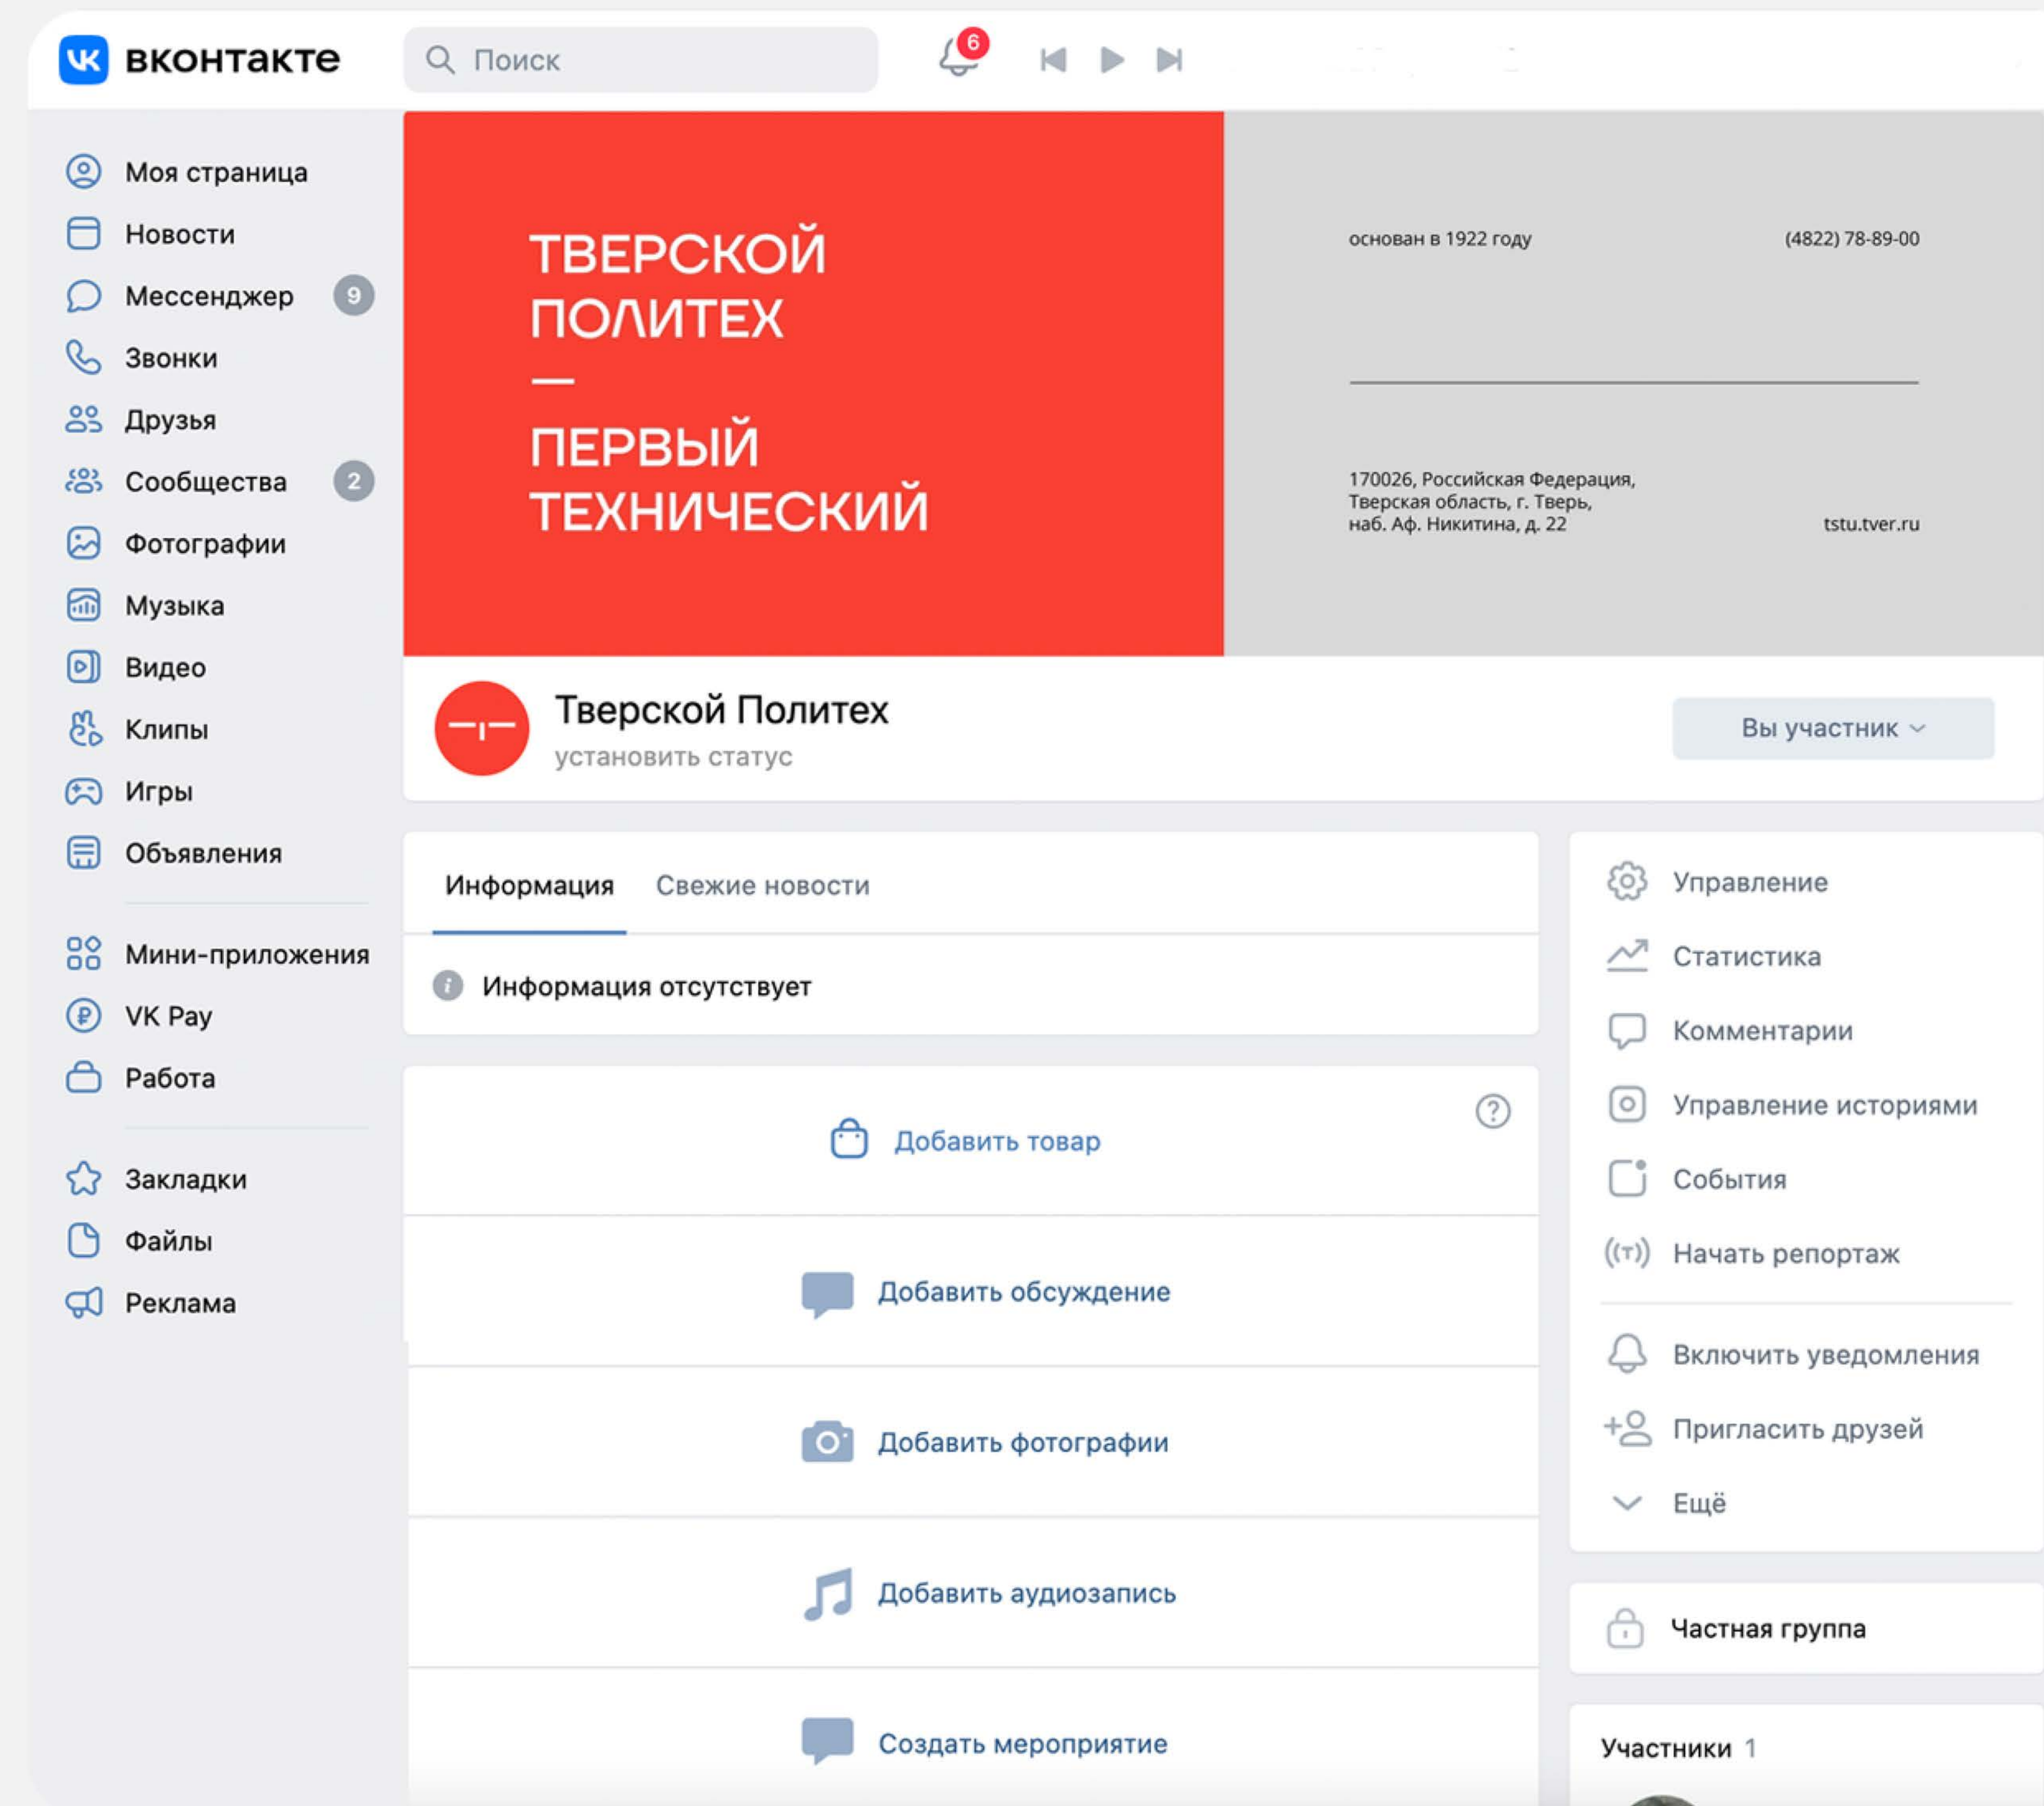 вконтакте
Поиск
6
Моя страница
Новости
Мессенджер 9
Звонки
Друзья
Сообщества 2
Фотографии
Музыка
Видео
Клипы
Игры
Объявления
Мини-приложения
VK Pay
Работа
Закладки
Файлы
Реклама
ТВЕРСКОЙ
ПОЛИТЕХ
—
ПЕРВЫЙ
ТЕХНИЧЕСКИЙ
основан в 1922 году
(4822) 78-89-00
170026, Российская Федерация,
Тверская область, г. Тверь,
наб. Аф. Никитина, д. 22
tstu.tver.ru
Тверской Политех
установить статус
Вы участник
Информация
Свежие новости
Информация отсутствует
Добавить товар
Добавить обсуждение
Добавить фотографии
Добавить аудиозапись
Создать мероприятие
Управление
Статистика
Комментарии
Управление историями
События
Начать репортаж
Включить уведомления
Пригласить друзей
Ещё
Частная группа
Участники 1